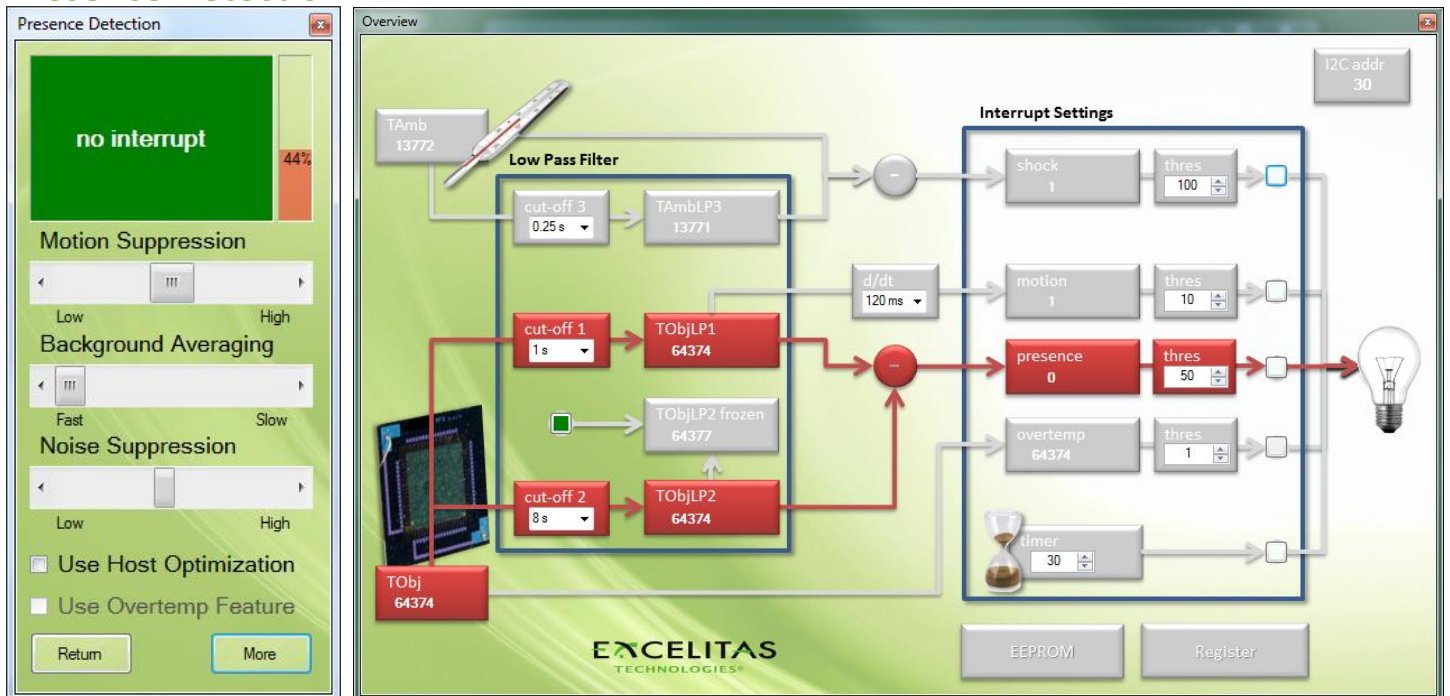 Presence Detection
no interrupt
44%
Motion Suppression
Low High
Background Averaging
Fast Slow
Noise Suppression
Low High
Use Host Optimization
Use Overtemp Feature
Return More
Overview
I2C addr
30
TAmb
13772
Low Pass Filter
cut-off 3
0.25 s
TAmbLP3
13771
cut-off 1
1 s
TObjLP1
64374
TObjLP2 frozen
64377
cut-off 2
8 s
TObjLP2
64374
TObj
64374
d/dt
120 ms
-
-
Interrupt Settings
shock
1
thres
100
motion
1
thres
10
presence
0
thres
50
overtemp
64374
thres
1
timer
30
EXCELITAS
TECHNOLOGIES®
EEPROM
Register